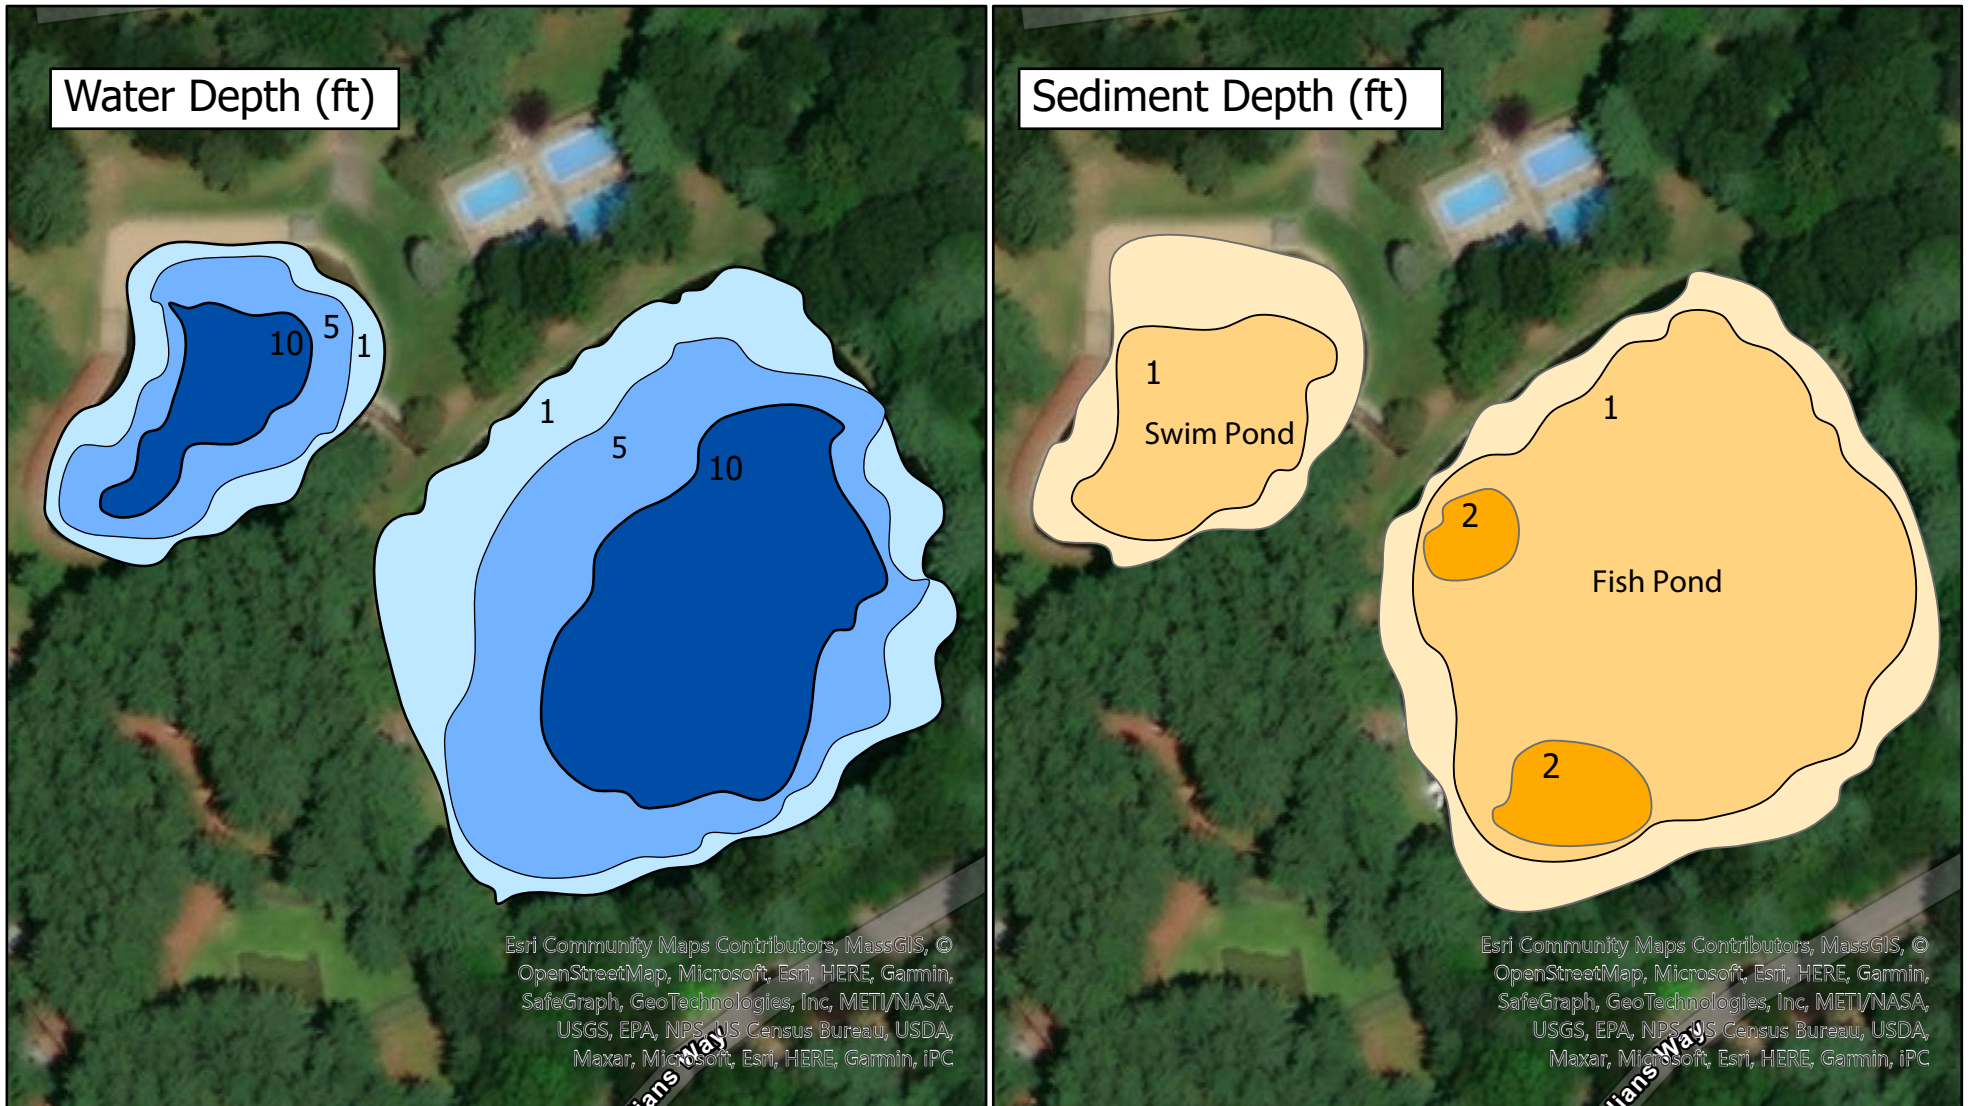 Water Depth (ft)
10
5
1
1
5
10
Esri Community Maps Contributors, MassGIS, ©
OpenStreetMap, Microsoft, Esri, HERE, Garmin,
SafeGraph, GeoTechnologies, Inc, METI/NASA,
USGS, EPA, NPS, US Census Bureau, USDA,
Maxar, Microsoft, Esri, HERE, Garmin, iPC
ians Way
Sediment Depth (ft)
1
Swim Pond
1
2
Fish Pond
2
Esri Community Maps Contributors, MassGIS, ©
OpenStreetMap, Microsoft, Esri, HERE, Garmin,
SafeGraph, GeoTechnologies, Inc, METI/NASA,
USGS, EPA, NPS, US Census Bureau, USDA,
Maxar, Microsoft, Esri, HERE, Garmin, iPC
lians Way